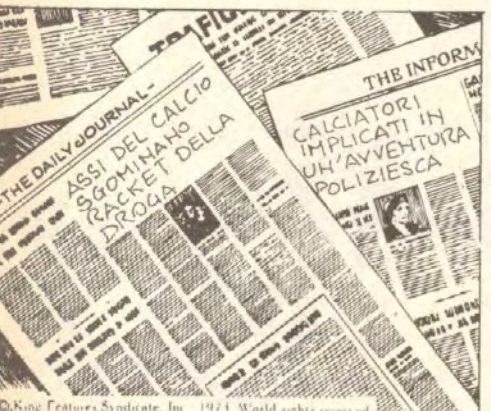 -THE DAILY JOURNAL-
ASSI DEL CALCIO
SGOMINANO
RACKET DELLA
DROGA
THE INFORM
CALCIATORI
IMPLICATI IN
UN'AVVENTURA
POLIZIESCA
© King Features Syndicate, Inc., 1973. World rights reserved.